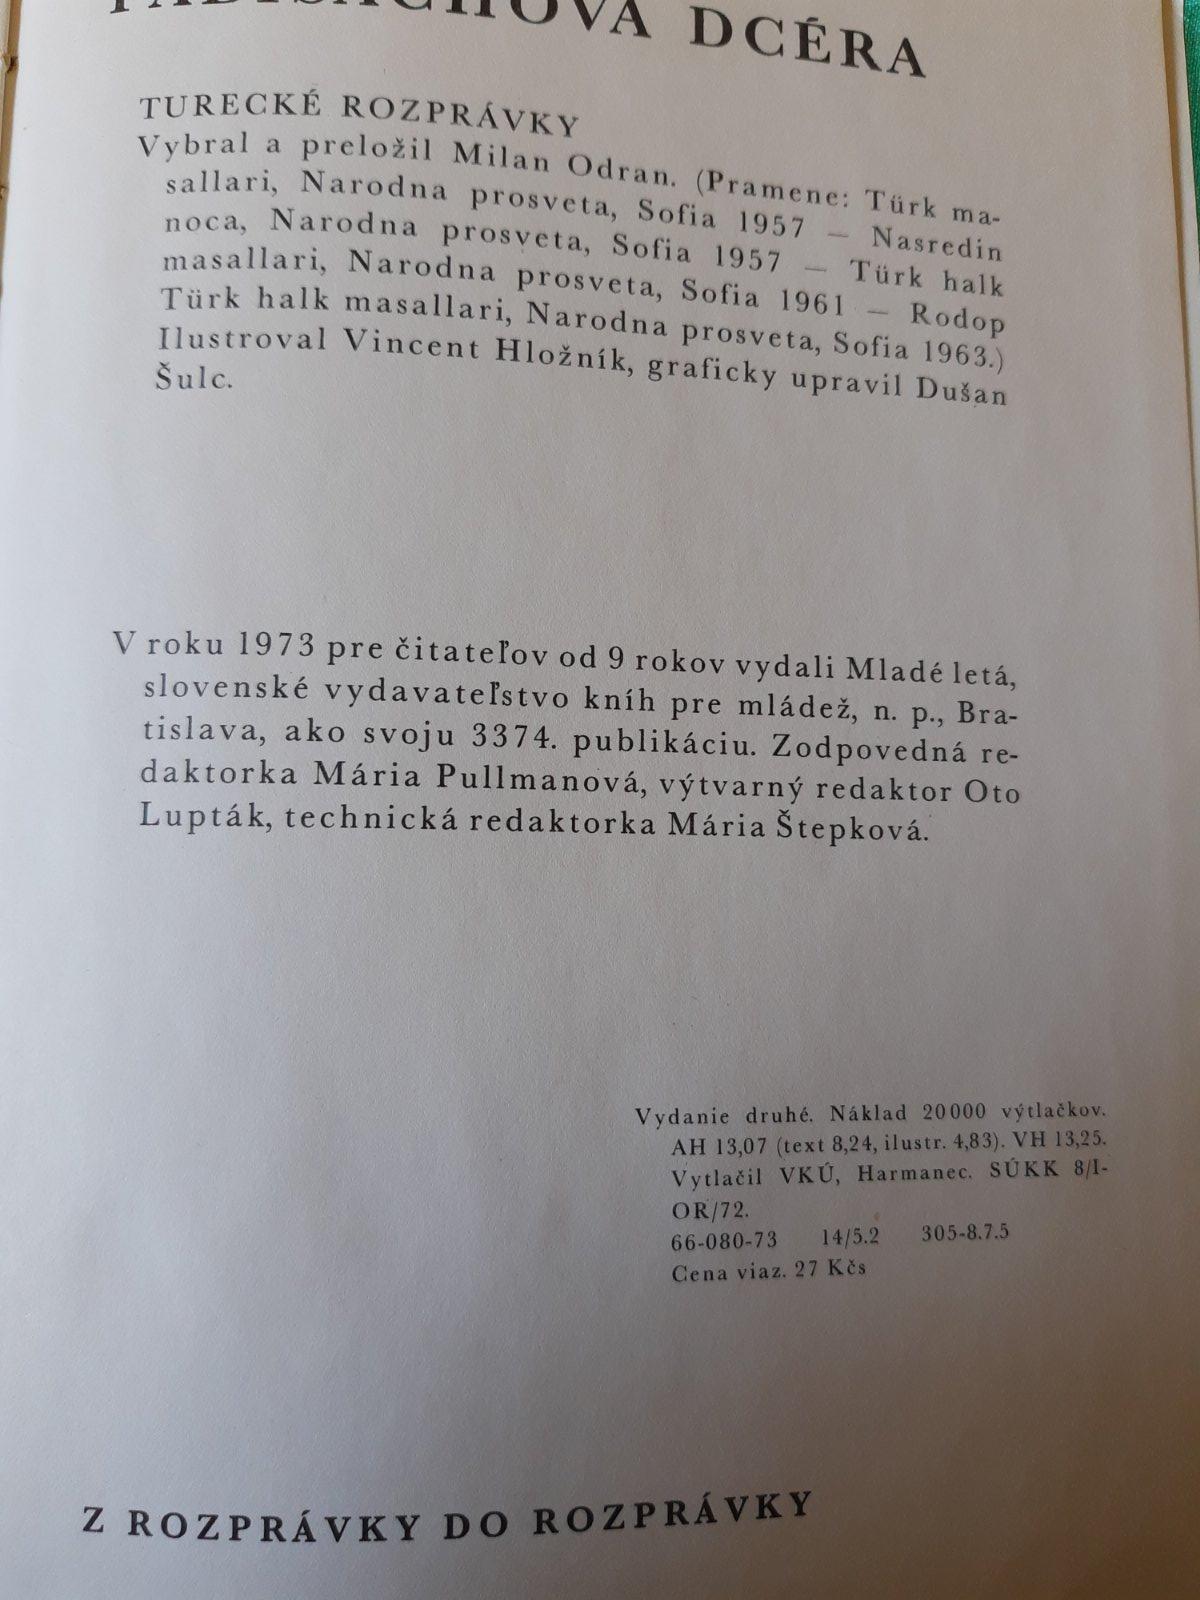 PADIŠACHOVA DCÉRA
TURECKÉ ROZPRÁVKY
Vybral a preložil Milan Odran. (Pramene: Türk ma-
sallari, Narodna prosveta, Sofia 1957 — Nasredin
noca, Narodna prosveta, Sofia 1957 — Türk halk
masallari, Narodna prosveta, Sofia 1961 — Rodop
Türk halk masallari, Narodna prosveta, Sofia 1963.)
Ilustroval Vincent Hložník, graficky upravil Dušan
Šulc.
V roku 1973 pre čitateľov od 9 rokov vydali Mladé letá,
slovenské vydavateľstvo kníh pre mládež, n. p., Bra-
tislava, ako svoju 3374. publikáciu. Zodpovedná re-
daktorka Mária Pullmanová, výtvarný redaktor Oto
Lupták, technická redaktorka Mária Štepková.
Vydanie druhé. Náklad 20000 výtlačkov.
AH 13,07 (text 8,24, ilustr. 4,83). VH 13,25.
Vytlačil VKÚ, Harmanec. SÚKK 8/I-
OR/72.
66-080-73 14/5.2 305-8.7.5
Cena viaz. 27 Kčs
Z ROZPRÁVKY DO ROZPRÁVKY